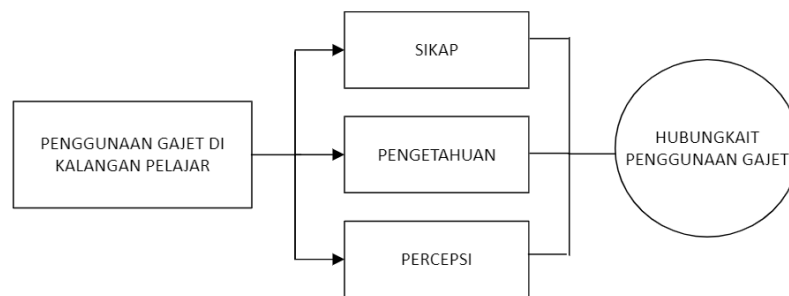 PENGGUNAAN GAJET DI
KALANGAN PELAJAR
SIKAP
PENGETAHUAN
PERCEPSI
HUBUNGKAIT
PENGGUNAAN GAJET